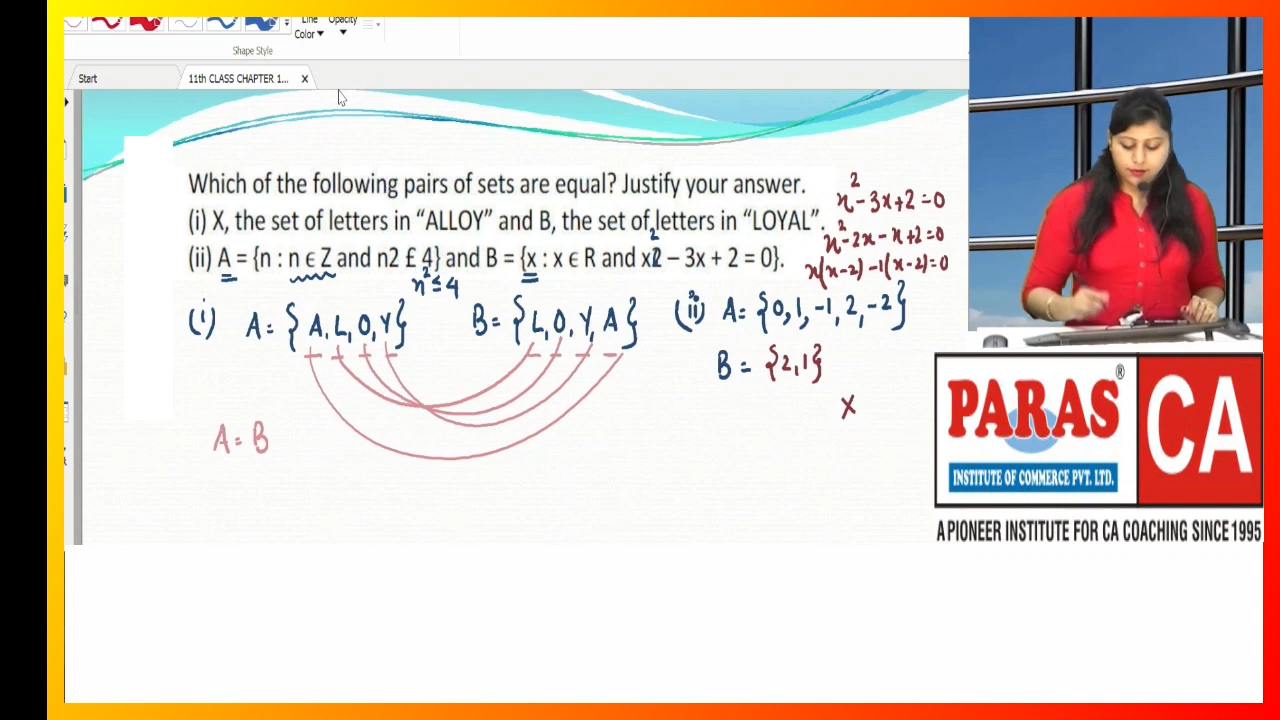 Line
Color
Opacity
Shape Style
Start
11th CLASS CHAPTER 1...
Which of the following pairs of sets are equal? Justify your answer.
(i) X, the set of letters in “ALLOY” and B, the set of letters in “LOYAL”.
(ii) A = {n : n ϵ Z and n2 £ 4} and B = {x : x ϵ R and x2 – 3x + 2 = 0}.
n² ≤ 4
x² - 3x + 2 = 0
x² - 2x - x + 2 = 0
x(x-2) -1(x-2) = 0
(i) A = {A, L, O, Y} B = {L, O, Y, A}
(ii) A = {0, 1, -1, 2, -2}
B = {2, 1}
x
A = B
PARAS®
INSTITUTE OF COMMERCE PVT. LTD.
CA
A PIONEER INSTITUTE FOR CA COACHING SINCE 1995